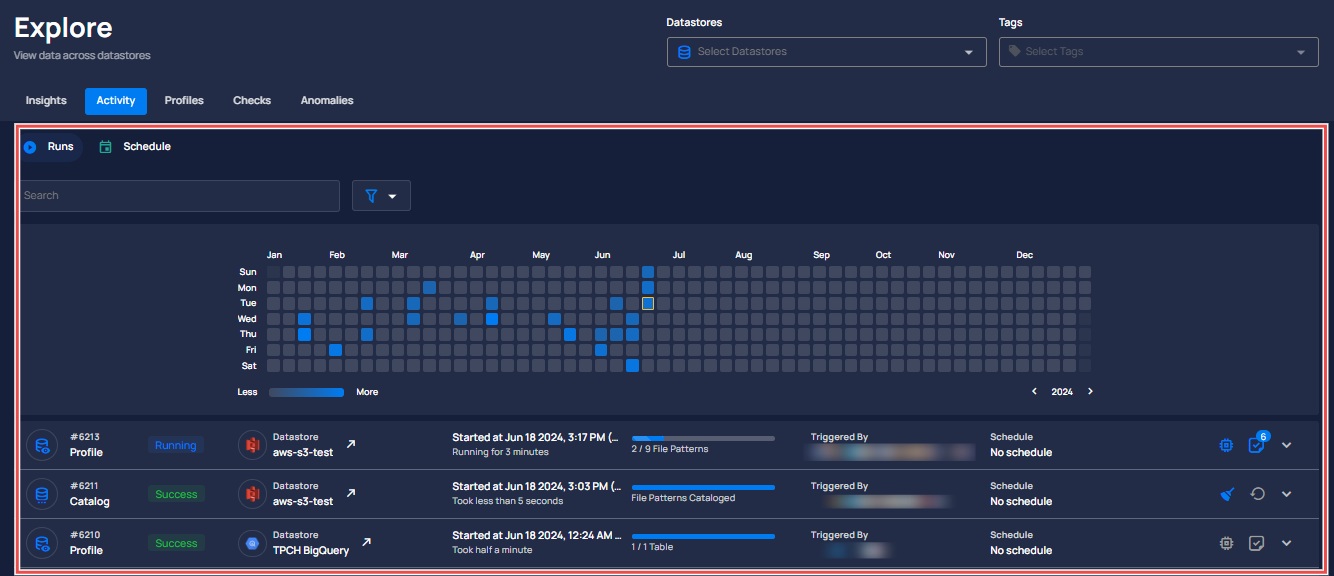 Explore
View data across datastores
Datastores
Select Datastores
Tags
Select Tags
Insights
Activity
Profiles
Checks
Anomalies
Runs
Schedule
Search
Jan Feb Mar Apr May Jun Jul Aug Sep Oct Nov Dec
Sun
Mon
Tue
Wed
Thu
Fri
Sat
Less More
2024
#6213
Profile
Running
Datastore
aws-s3-test
Started at Jun 18 2024, 3:17 PM (...
Running for 3 minutes
2 / 9 File Patterns
Triggered By
Schedule
No schedule
6
#6211
Catalog
Success
Datastore
aws-s3-test
Started at Jun 18 2024, 3:03 PM (...
Took less than 5 seconds
File Patterns Cataloged
Triggered By
Schedule
No schedule
#6210
Profile
Success
Datastore
TPCH BigQuery
Started at Jun 18 2024, 12:24 AM ...
Took half a minute
1 / 1 Table
Triggered By
Schedule
No schedule